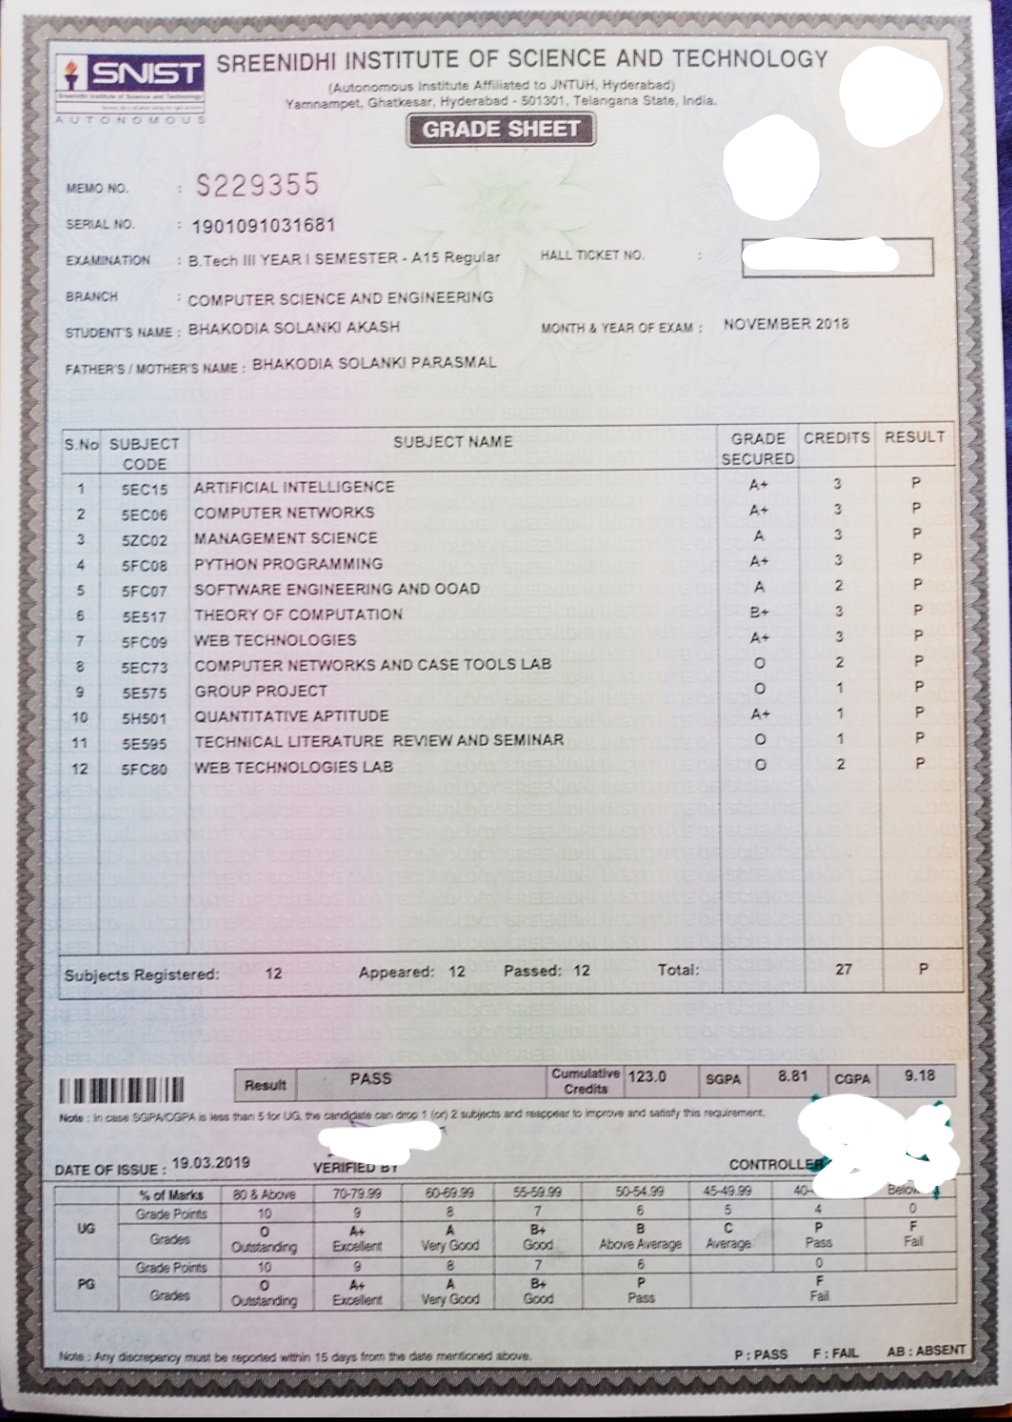 SNIST
Sreenidhi Institute of Science and Technology
AUTONOMOUS
SREENIDHI INSTITUTE OF SCIENCE AND TECHNOLOGY
(Autonomous Institute Affiliated to JNTUH, Hyderabad)
Yamnampet, Ghatkesar, Hyderabad - 501301, Telangana State, India.
GRADE SHEET
MEMO NO. : S229355
SERIAL NO. : 1901091031681
EXAMINATION : B.Tech III YEAR I SEMESTER - A15 Regular HALL TICKET NO. :
BRANCH : COMPUTER SCIENCE AND ENGINEERING
STUDENT'S NAME : BHAKODIA SOLANKI AKASH MONTH & YEAR OF EXAM : NOVEMBER 2018
FATHER'S / MOTHER'S NAME : BHAKODIA SOLANKI PARASMAL
S.No SUBJECT CODE SUBJECT NAME GRADE SECURED CREDITS RESULT
1 5EC15 ARTIFICIAL INTELLIGENCE A+ 3 P
2 5EC06 COMPUTER NETWORKS A+ 3 P
3 5ZC02 MANAGEMENT SCIENCE A 3 P
4 5FC08 PYTHON PROGRAMMING A+ 3 P
5 5FC07 SOFTWARE ENGINEERING AND OOAD A 2 P
6 5E517 THEORY OF COMPUTATION B+ 3 P
7 5FC09 WEB TECHNOLOGIES A+ 3 P
8 5EC73 COMPUTER NETWORKS AND CASE TOOLS LAB O 2 P
9 5E575 GROUP PROJECT O 1 P
10 5H501 QUANTITATIVE APTITUDE A+ 1 P
11 5E595 TECHNICAL LITERATURE REVIEW AND SEMINAR O 1 P
12 5FC80 WEB TECHNOLOGIES LAB O 2 P
Subjects Registered: 12 Appeared: 12 Passed: 12 Total: 27 P
Result PASS Cumulative Credits 123.0 SGPA 8.81 CGPA 9.18
Note : In case SGPA/CGPA is less than 5 for UG, the candidate can drop 1 (or) 2 subjects and reappear to improve and satisfy this requirement.
DATE OF ISSUE : 19.03.2019 VERIFIED BY CONTROLLER
% of Marks 80 & Above 70-79.99 60-69.99 55-59.99 50-54.99 45-49.99 40- Below
UG Grade Points 10 9 8 7 6 5 4 0
Grades O A+ A B+ B C P F
Outstanding Excellent Very Good Good Above Average Average Pass Fail
PG Grade Points 10 9 8 7 6 0
Grades O A+ A B+ P F
Outstanding Excellent Very Good Good Pass Fail
Note : Any discrepancy must be reported within 15 days from the date mentioned above.
P : PASS F : FAIL AB : ABSENT